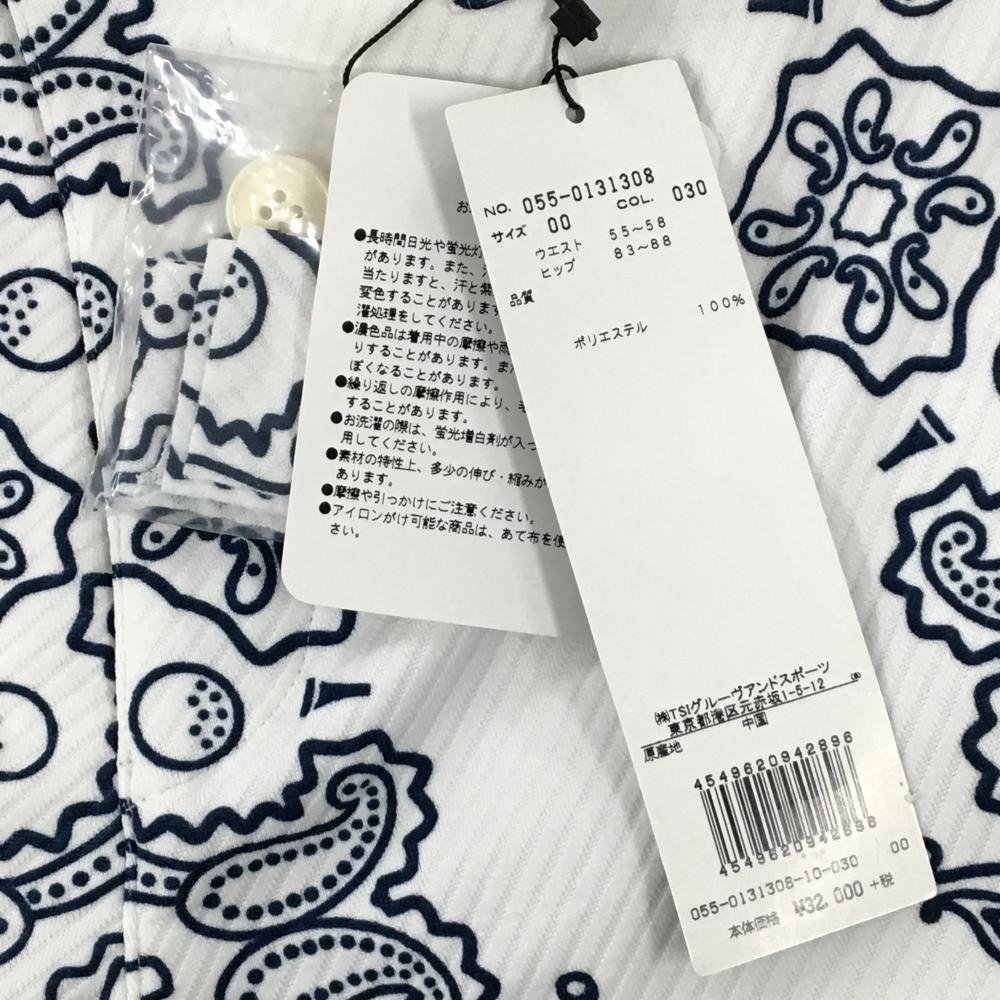 お
●長時間日光や蛍光灯
があります。また、
当たりますと、汗と紫
変色することがあります
濯処理をしてください。
●濃色品は着用中の摩擦や雨
りすることがあります。また
ぽくなることがあります。
●繰り返しの摩擦作用により、毛
することがあります。
●お洗濯の際は、蛍光増白剤が入っ
用してください。
●素材の特性上、多少の伸び・縮みが
あります。
●摩擦や引っかけにご注意ください。
●アイロンがけ可能な商品は、あて布を使
さい。
NO. 055-0131308
COL. 030
サイズ 00
ウエスト 55～58
ヒップ 83～88
品質
ポリエステル 100%
㈱TSIグルーヴアンドスポーツ
東京都港区元赤坂1-5-12
原産地 中国
4549620942896
4549620942896
055-0131308-10-030 00
本体価格 ¥32,000 +税